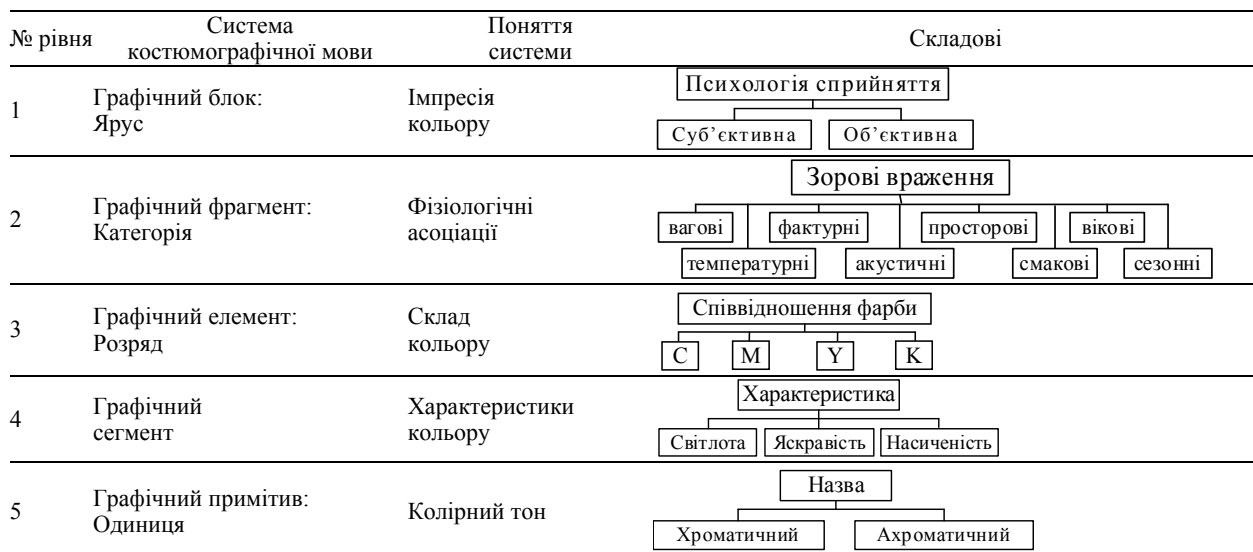 № рівня
Система
костюмографічної мови
Поняття
системи
Складові
1
Графічний блок:
Ярус
Імпресія
кольору
Психологія сприйняття
Суб’єктивна
Об’єктивна
2
Графічний фрагмент:
Категорія
Фізіологічні
асоціації
Зорові враження
вагові
фактурні
просторові
вікові
температурні
акустичні
смакові
сезонні
3
Графічний елемент:
Розряд
Склад
кольору
Співвідношення фарби
C
M
Y
K
4
Графічний
сегмент
Характеристики
кольору
Характеристика
Світлота
Яскравість
Насиченість
5
Графічний примітив:
Одиниця
Колірний тон
Назва
Хроматичний
Ахроматичний